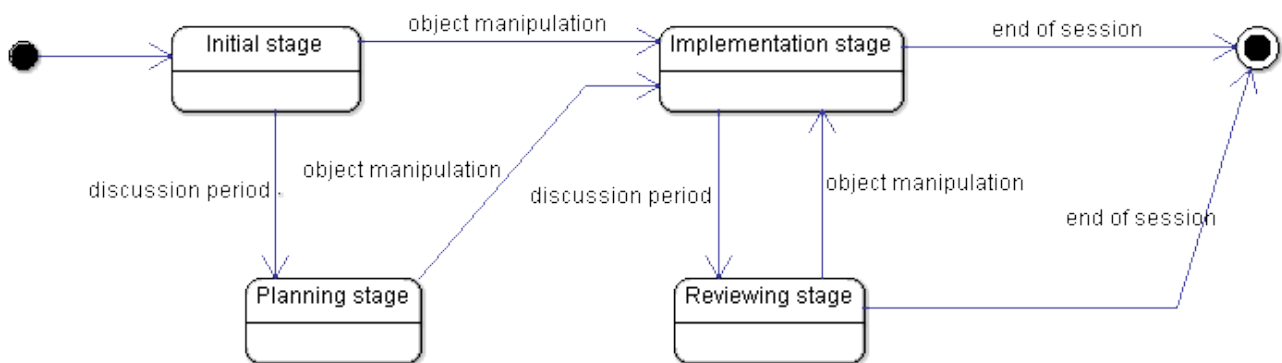 object manipulation
Initial stage
Implementation stage
end of session
discussion period
object manipulation
discussion period
object manipulation
end of session
Planning stage
Reviewing stage